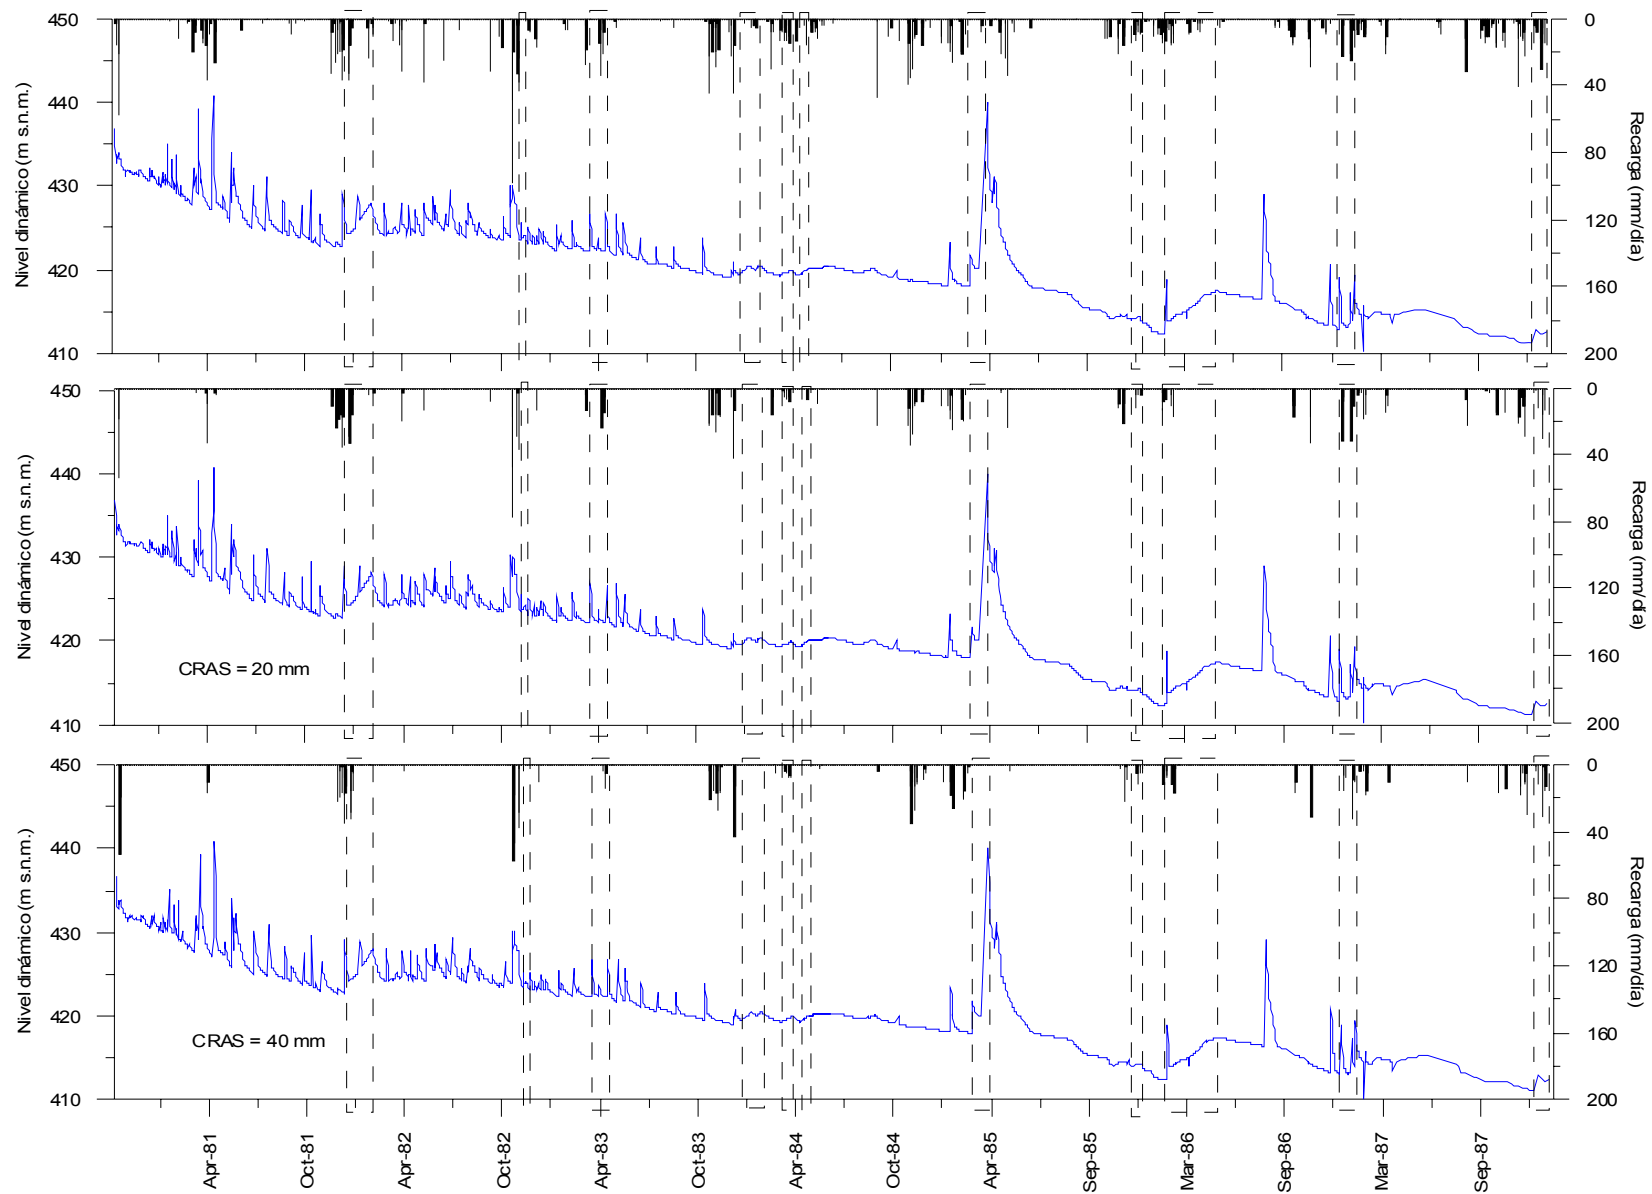 450
440
430
420
410
Nivel dinámico (m s.n.m.)
0
40
80
120
160
200
Recarga (mm/día)
450
440
430
420
410
Nivel dinámico (m s.n.m.)
CRAS = 20 mm
0
40
80
120
160
200
Recarga (mm/día)
450
440
430
420
410
Nivel dinámico (m s.n.m.)
CRAS = 40 mm
0
40
80
120
160
200
Recarga (mm/día)
Apr-81
Oct-81
Apr-82
Oct-82
Apr-83
Oct-83
Apr-84
Oct-84
Apr-85
Sep-85
Mar-86
Sep-86
Mar-87
Sep-87